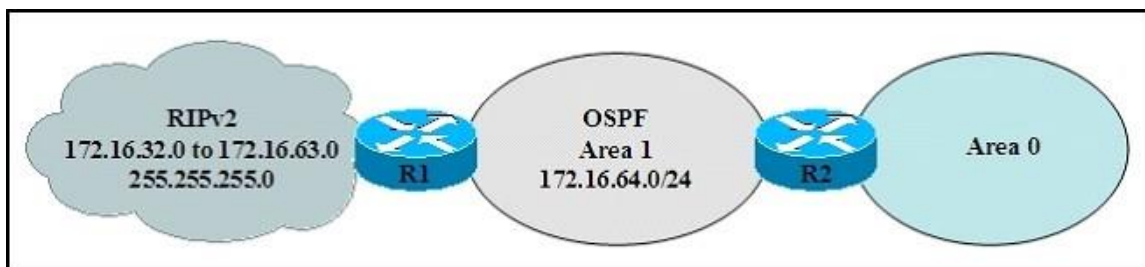 RIPv2
172.16.32.0 to 172.16.63.0
255.255.255.0
R1
OSPF
Area 1
172.16.64.0/24
R2
Area 0